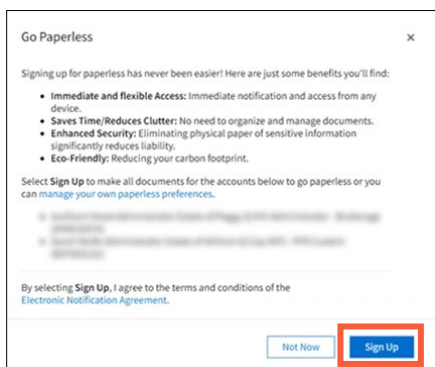 Go Paperless ×
Signing up for paperless has never been easier! Here are just some benefits you'll find:
• Immediate and flexible Access: Immediate notification and access from any
device.
• Saves Time/Reduces Clutter: No need to organize and manage documents.
• Enhanced Security: Eliminating physical paper of sensitive information
significantly reduces liability.
• Eco-Friendly: Reducing your carbon footprint.
Select Sign Up to make all documents for the accounts below to go paperless or you
can manage your own paperless preferences.
By selecting Sign Up, I agree to the terms and conditions of the
Electronic Notification Agreement.
Not Now Sign Up